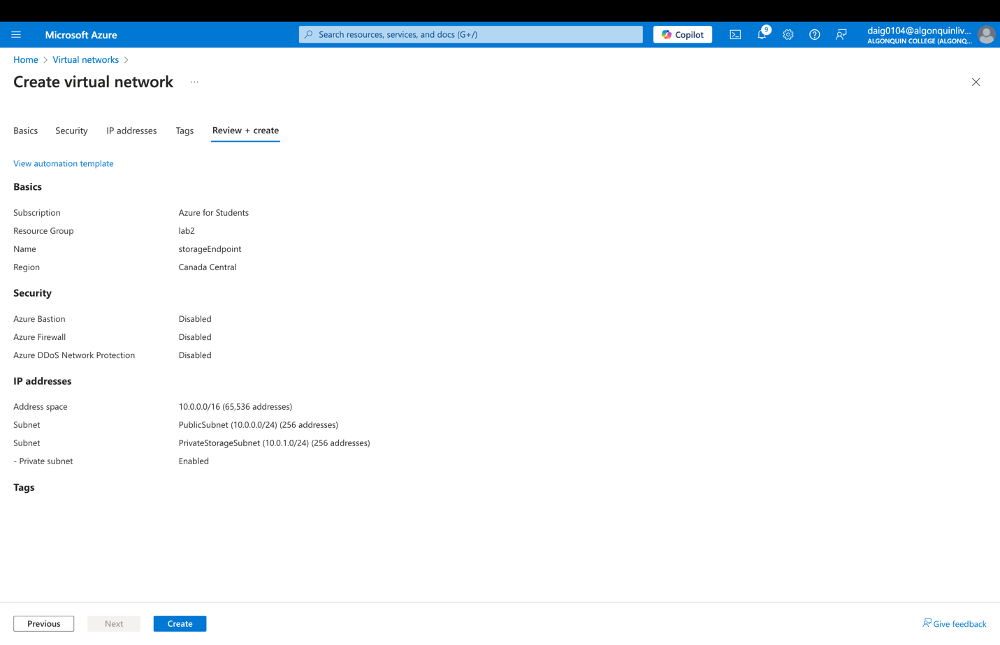 Microsoft Azure
Search resources, services, and docs (G+/)
Copilot
9
daig0104@algonquinliv...
ALGONQUIN COLLEGE (ALGONQ...
Home > Virtual networks >
Create virtual network ...
Basics Security IP addresses Tags Review + create
View automation template
Basics
Subscription Azure for Students
Resource Group lab2
Name storageEndpoint
Region Canada Central
Security
Azure Bastion Disabled
Azure Firewall Disabled
Azure DDoS Network Protection Disabled
IP addresses
Address space 10.0.0.0/16 (65,536 addresses)
Subnet PublicSubnet (10.0.0.0/24) (256 addresses)
Subnet PrivateStorageSubnet (10.0.1.0/24) (256 addresses)
- Private subnet Enabled
Tags
Previous Next Create Give feedback